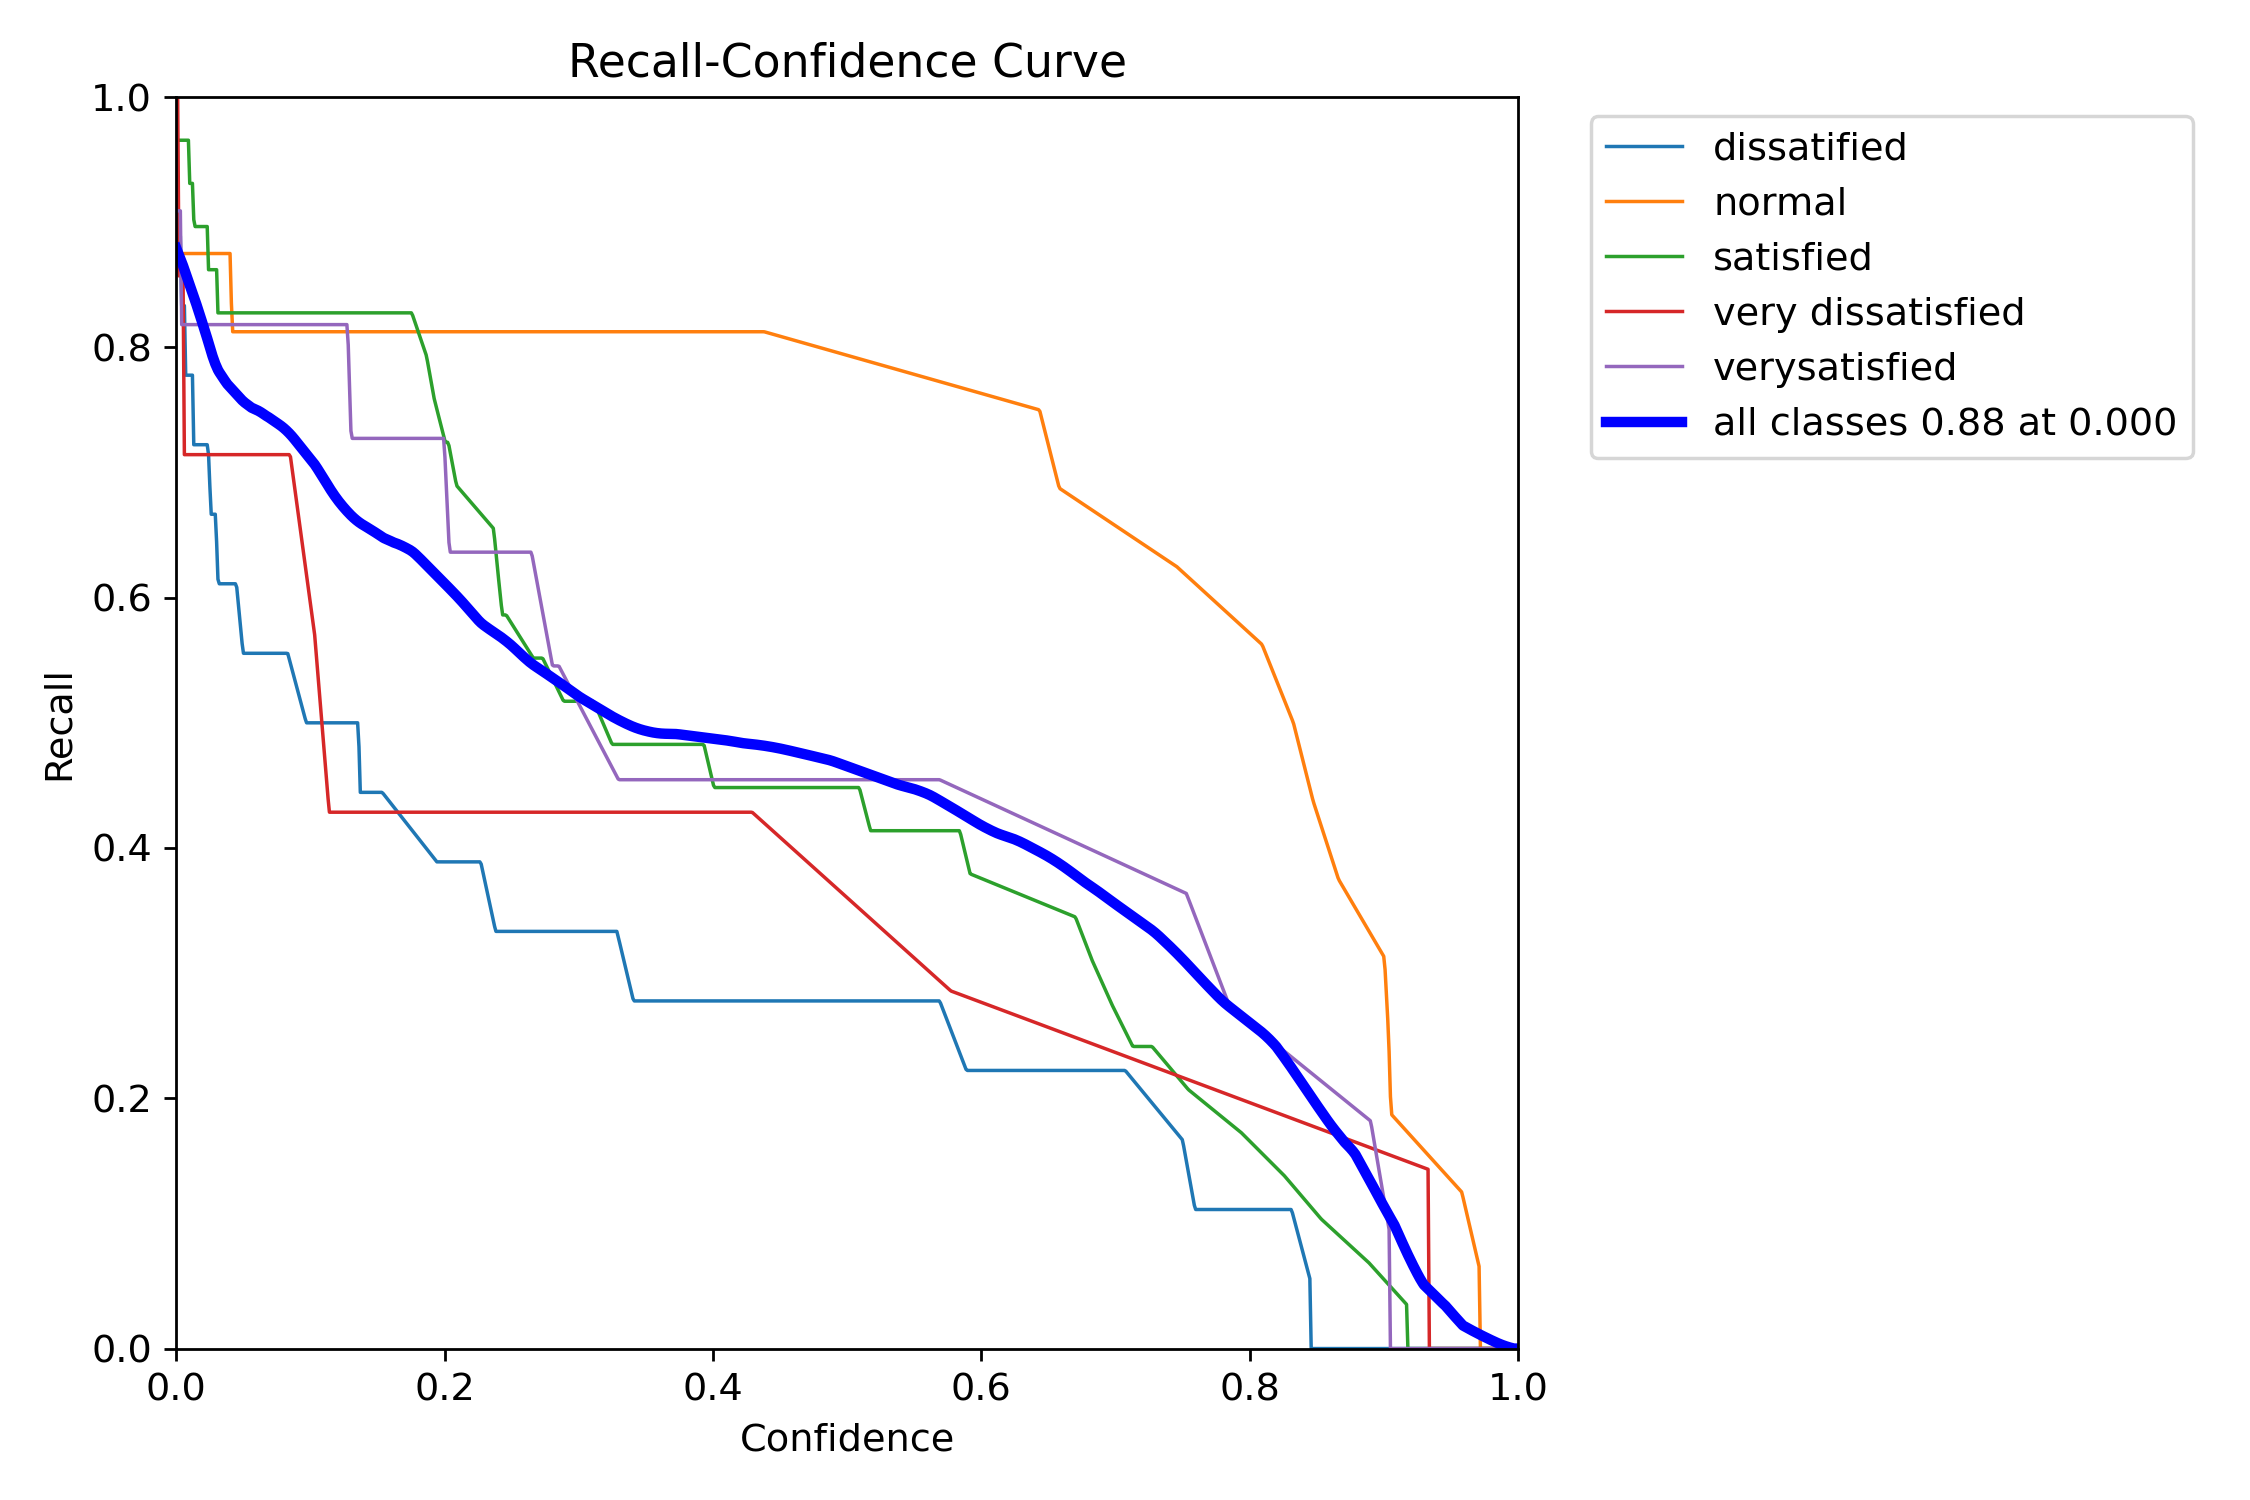 Recall-Confidence Curve
1.0
0.8
0.6
0.4
0.2
0.0
Recall
0.0 0.2 0.4 0.6 0.8 1.0
Confidence
dissatified
normal
satisfied
very dissatisfied
verysatisfied
all classes 0.88 at 0.000